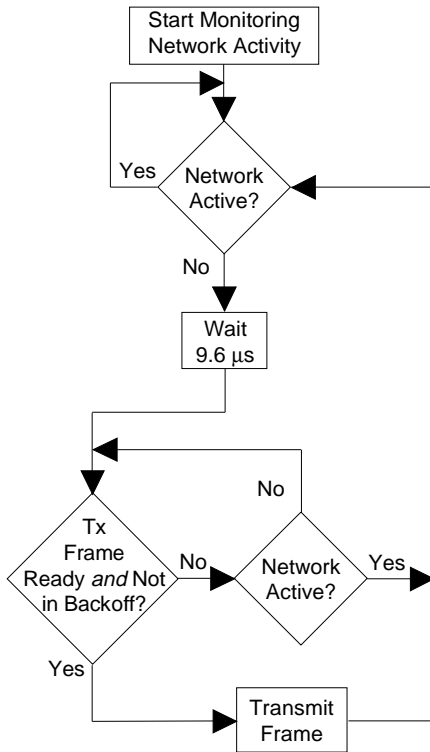 Start Monitoring
Network Activity
Yes
Network
Active?
No
Wait
9.6 μs
No
Tx
Frame
Ready and Not
in Backoff?
No
Network
Active?
Yes
Yes
Transmit
Frame